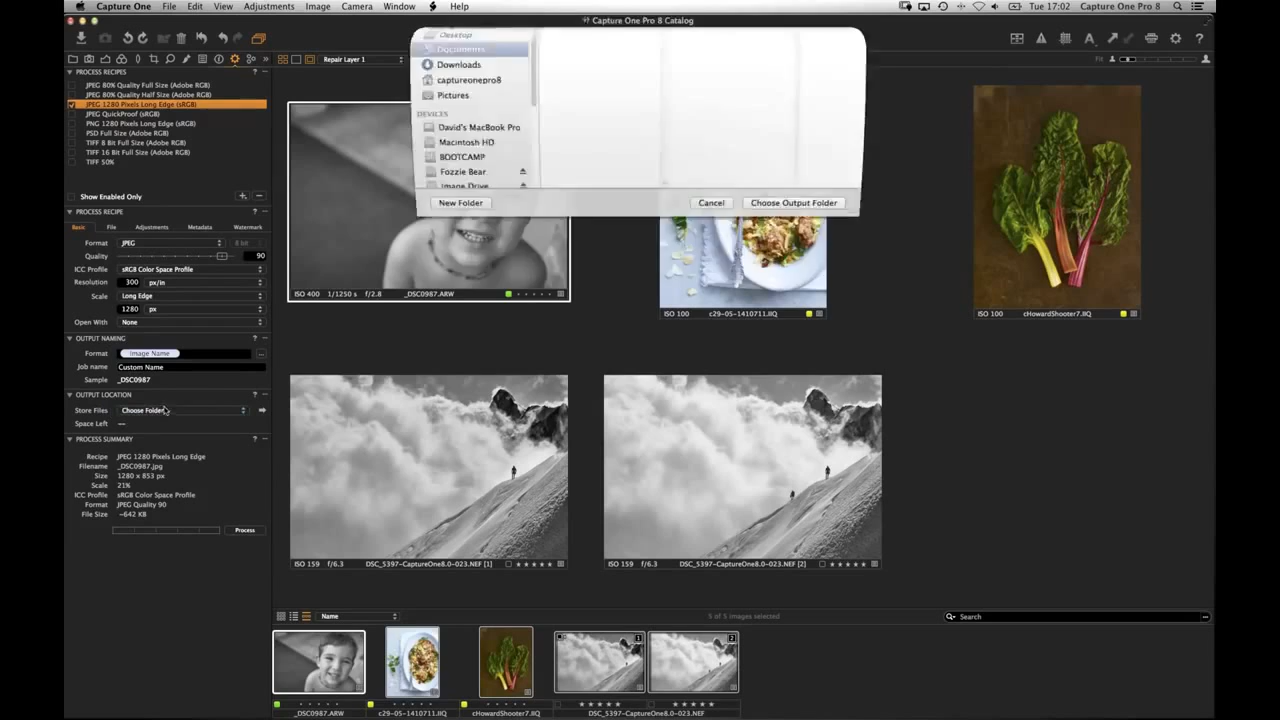 Capture One File Edit View Adjustments Image Camera Window Help
Tue 17:02 Capture One Pro 8
Capture One Pro 8 Catalog
Fit
Repair Layer 1
PROCESS RECIPES
JPEG 80% Quality Full Size (Adobe RGB)
JPEG 80% Quality Half Size (Adobe RGB)
JPEG 1280 Pixels Long Edge (sRGB)
JPEG QuickProof (sRGB)
PNG 1280 Pixels Long Edge (sRGB)
PSD Full Size (Adobe RGB)
TIFF 8 Bit Full Size (Adobe RGB)
TIFF 16 Bit Full Size (Adobe RGB)
TIFF 50%
Show Enabled Only
PROCESS RECIPE
Basic File Adjustments Metadata Watermark
Format JPEG 8 bit
Quality 90
ICC Profile sRGB Color Space Profile
Resolution 300 px/in
Scale Long Edge
1280 px
Open With None
OUTPUT NAMING
Format Image Name
Job name Custom Name
Sample _DSC0987
OUTPUT LOCATION
Store Files Choose Folder
Space Left --
PROCESS SUMMARY
Recipe JPEG 1280 Pixels Long Edge
Filename _DSC0987.jpg
Size 1280 x 853 px
Scale 21%
ICC Profile sRGB Color Space Profile
Format JPEG Quality 90
File Size ~642 KB
Process
Desktop
Documents
Downloads
captureonepro8
Pictures
DEVICES
David's MacBook Pro
Macintosh HD
BOOTCAMP
Fozzie Bear
Image Drive
New Folder Cancel Choose Output Folder
ISO 400 1/1250 s f/2.8 _DSC0987.ARW
ISO 100 c29-05-1410711.IIQ
ISO 100 cHowardShooter7.IIQ
ISO 159 f/6.3 DSC_5397-CaptureOne8.0-023.NEF [1]
ISO 159 f/6.3 DSC_5397-CaptureOne8.0-023.NEF [2]
Name
5 of 5 images selected
Search
1
2
_DSC0987.ARW
c29-05-1410711.IIQ
cHowardShooter7.IIQ
DSC_5397-CaptureOne8.0-023.NEF